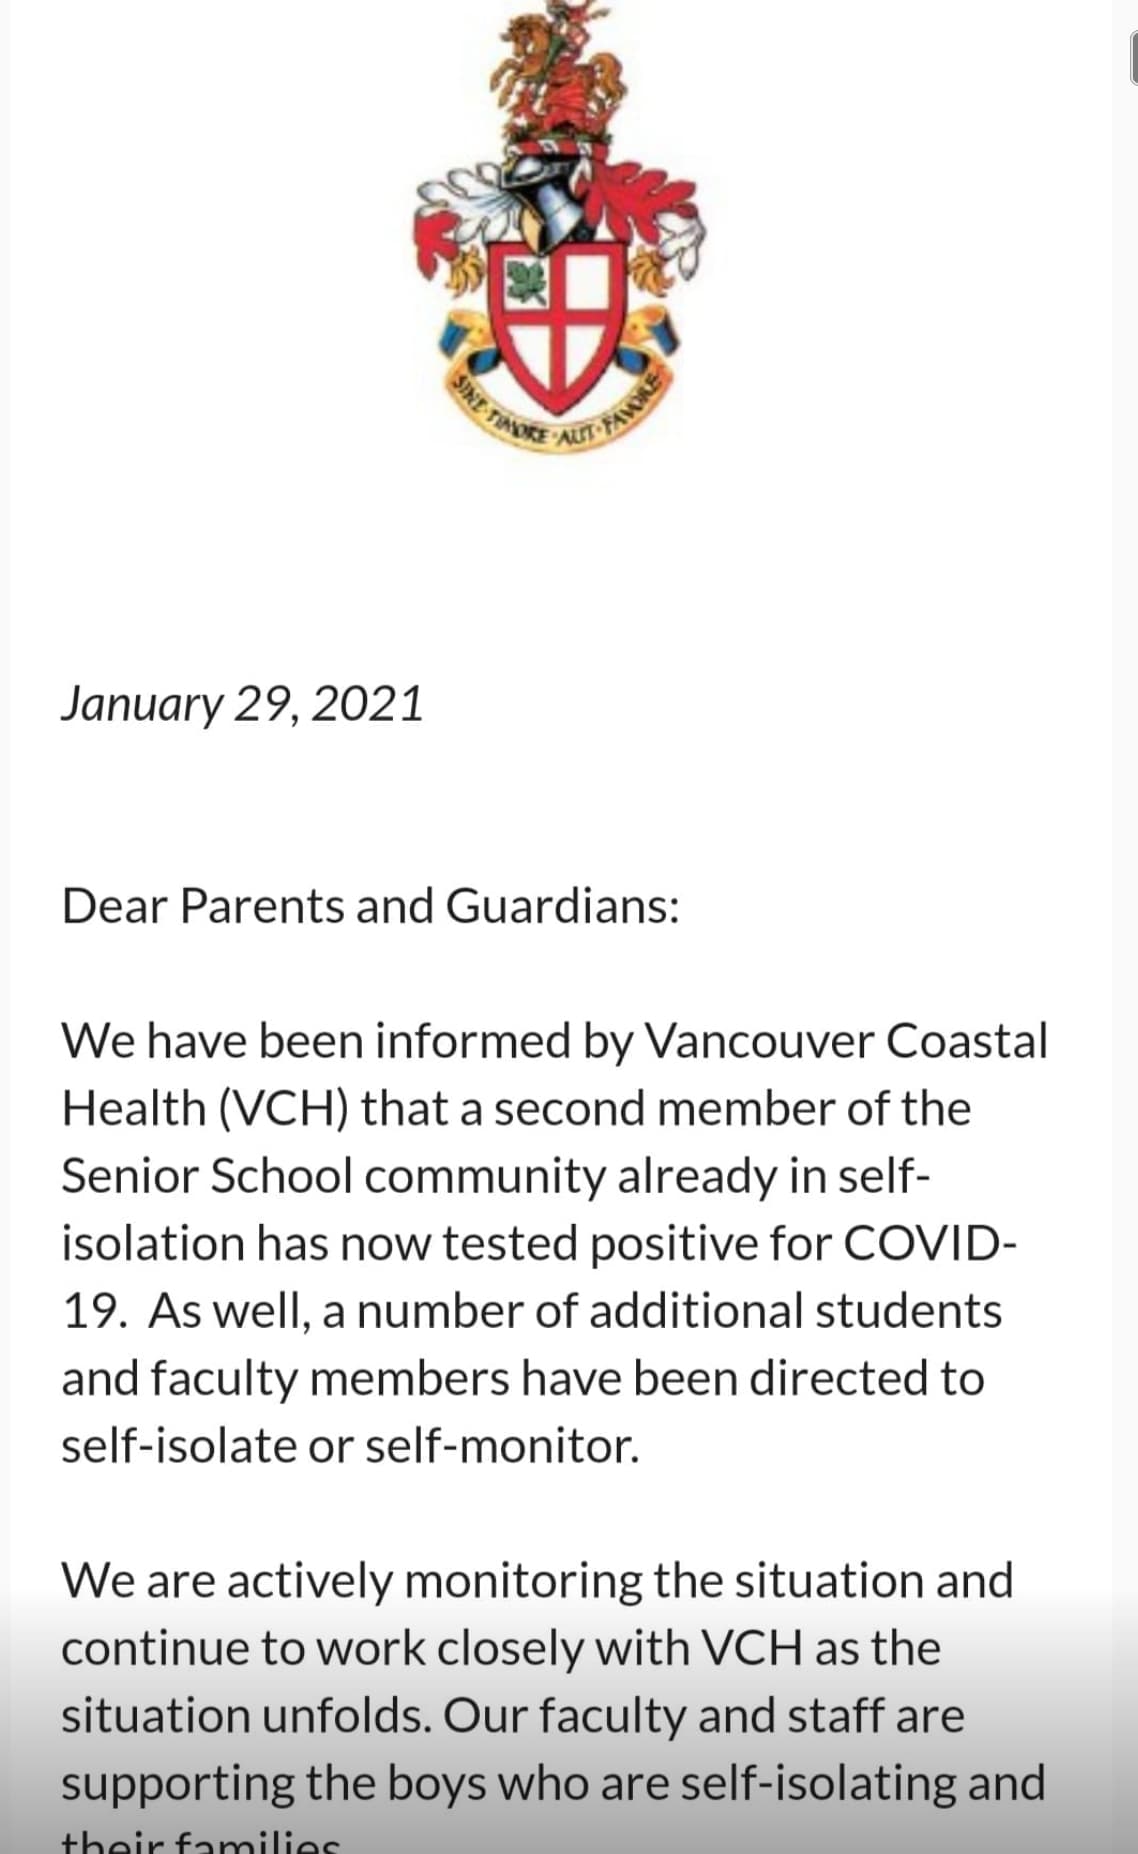 SINE·TIMORE·AUT·FAVORE
January 29, 2021
Dear Parents and Guardians:
We have been informed by Vancouver Coastal
Health (VCH) that a second member of the
Senior School community already in self-
isolation has now tested positive for COVID-
19. As well, a number of additional students
and faculty members have been directed to
self-isolate or self-monitor.
We are actively monitoring the situation and
continue to work closely with VCH as the
situation unfolds. Our faculty and staff are
supporting the boys who are self-isolating and
their families